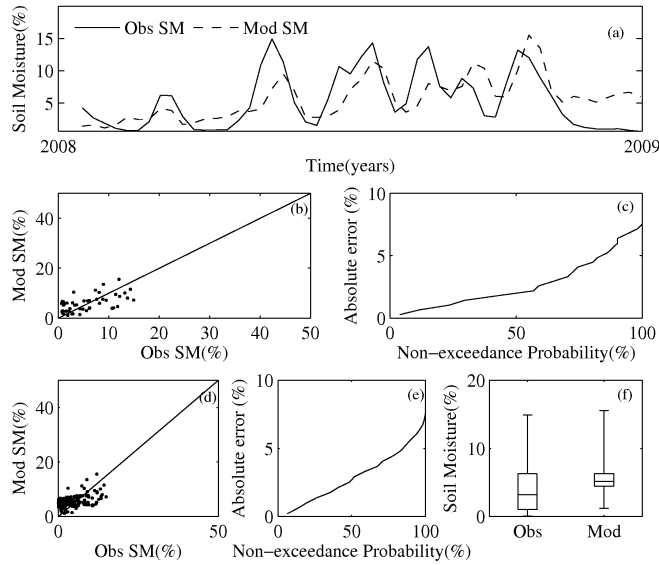 Obs SM Mod SM (a)
Soil Moisture(%)
15
10
5
2008 2009
Time(years)
(b)
Mod SM(%)
40
20
0
0 10 20 30 40 50
Obs SM(%)
(c)
Absolute error (%)
10
5
0
0 50 100
Non-exceedance Probability(%)
(d)
Mod SM(%)
40
20
0
0 50
Obs SM(%)
(e)
Absolute error (%)
10
5
0
0 50 100
Non-exceedance Probability(%)
(f)
Soil Moisture(%)
20
10
0
Obs Mod